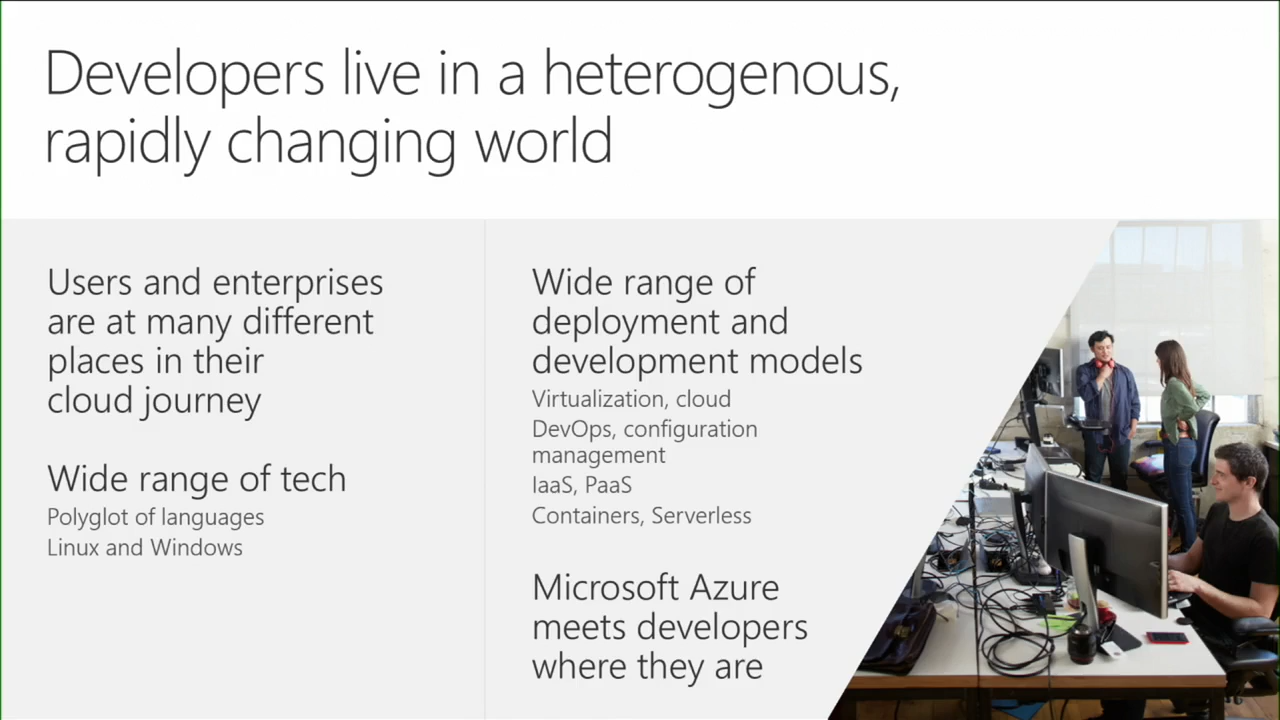 Developers live in a heterogenous,
rapidly changing world
Users and enterprises
are at many different
places in their
cloud journey
Wide range of tech
Polyglot of languages
Linux and Windows
Wide range of
deployment and
development models
Virtualization, cloud
DevOps, configuration
management
IaaS, PaaS
Containers, Serverless
Microsoft Azure
meets developers
where they are